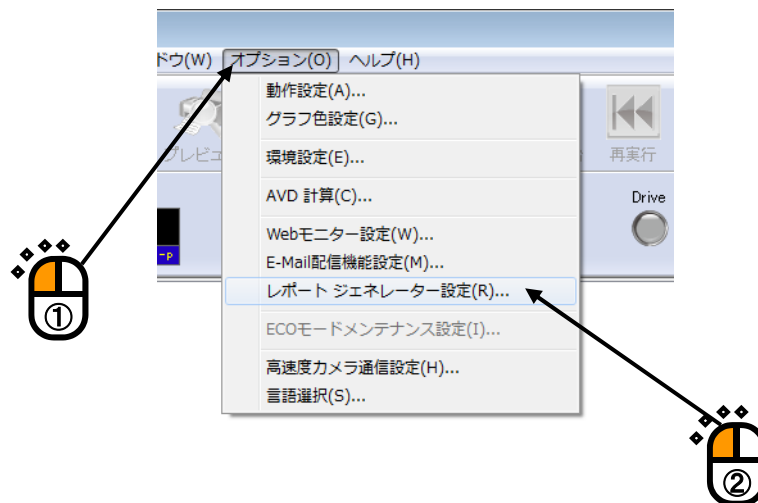 ドウ(W) オプション(O) ヘルプ(H)
動作設定(A)...
グラフ色設定(G)...
環境設定(E)...
AVD 計算(C)...
Webモニター設定(W)...
E-Mail配信機能設定(M)...
レポート ジェネレーター設定(R)...
ECOモードメンテナンス設定(I)...
高速度カメラ通信設定(H)...
言語選択(S)...
プレビュ
再実行
Drive
-P
①
②